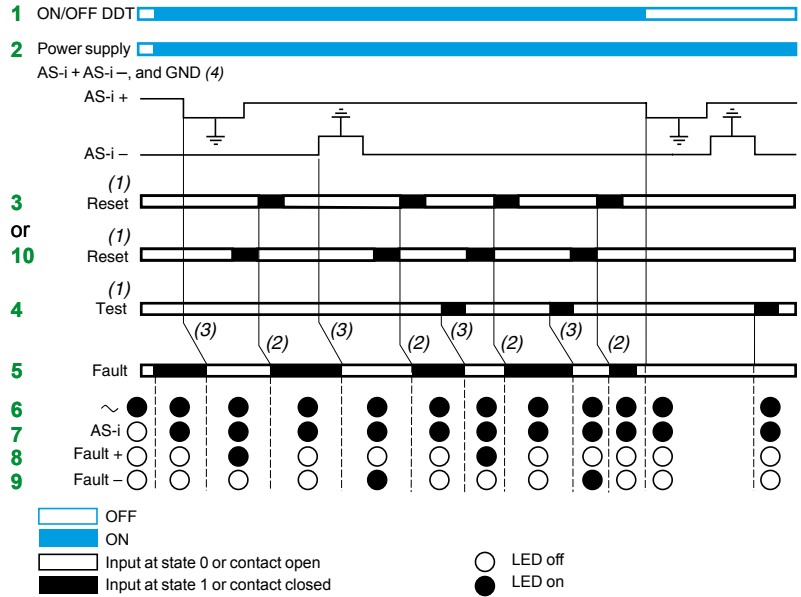 1 ON/OFF DDT
2 Power supply
AS-i + AS-i –, and GND (4)
AS-i +
AS-i –
(1)
3 Reset
or
(1)
10 Reset
(1)
4 Test
(3) (2) (3) (2) (3) (2) (3) (2)
5 Fault
6 ~
7 AS-i
8 Fault +
9 Fault –
OFF
ON
Input at state 0 or contact open
Input at state 1 or contact closed
LED off
LED on